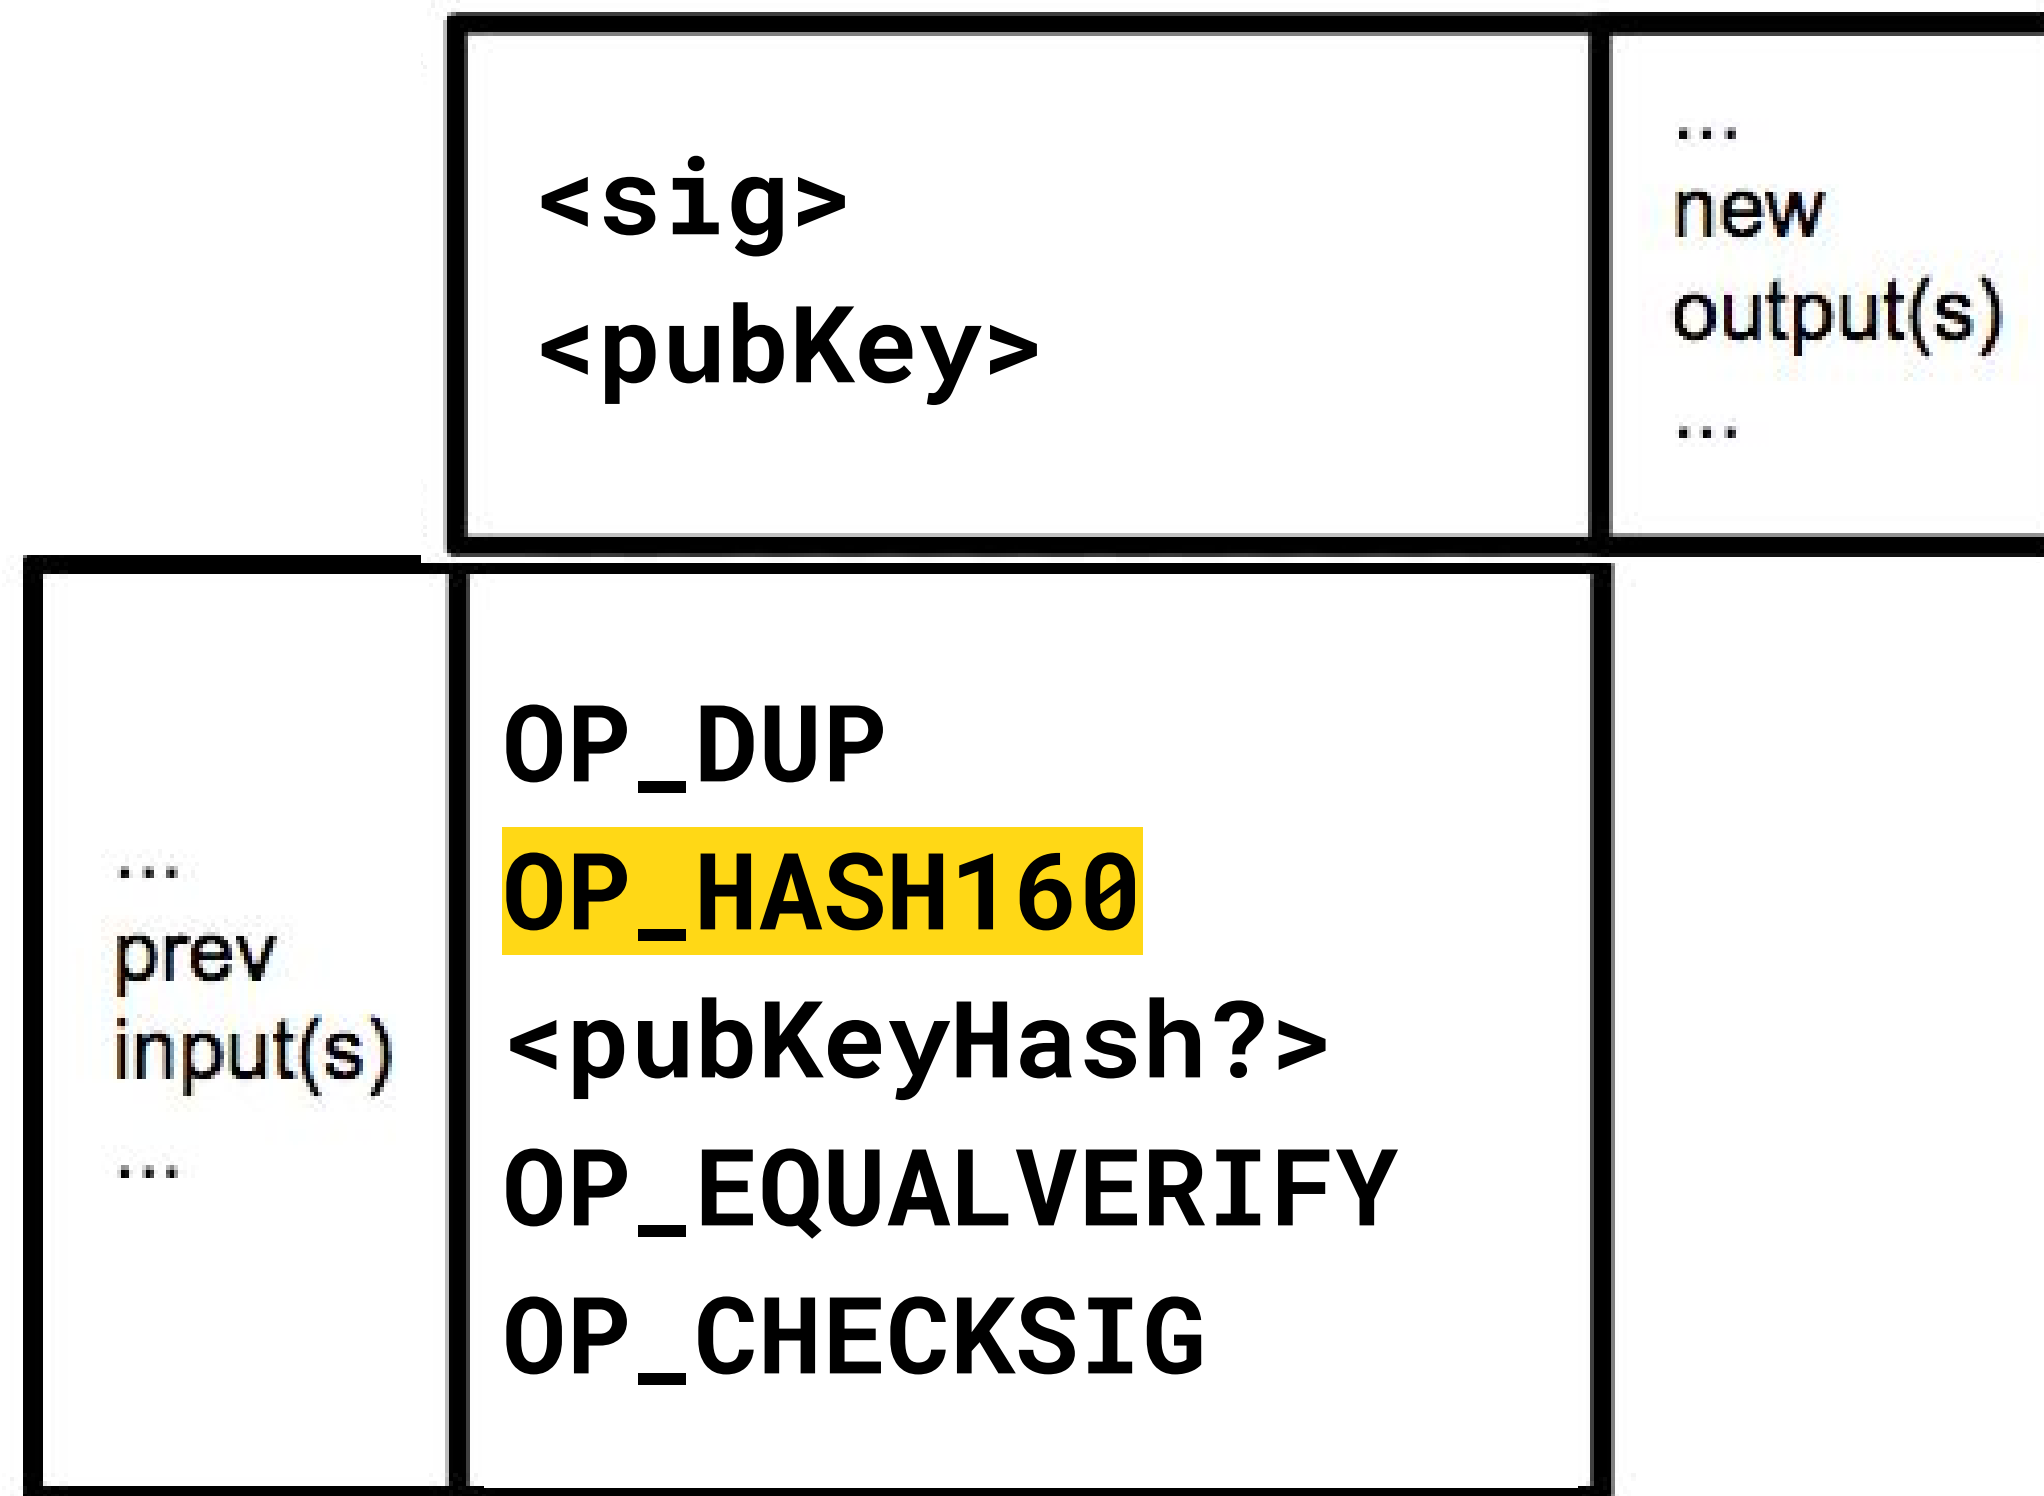 <sig>
<pubKey>
...
new
output(s)
...
...
prev
input(s)
...
OP_DUP
OP_HASH160
<pubKeyHash?>
OP_EQUALVERIFY
OP_CHECKSIG